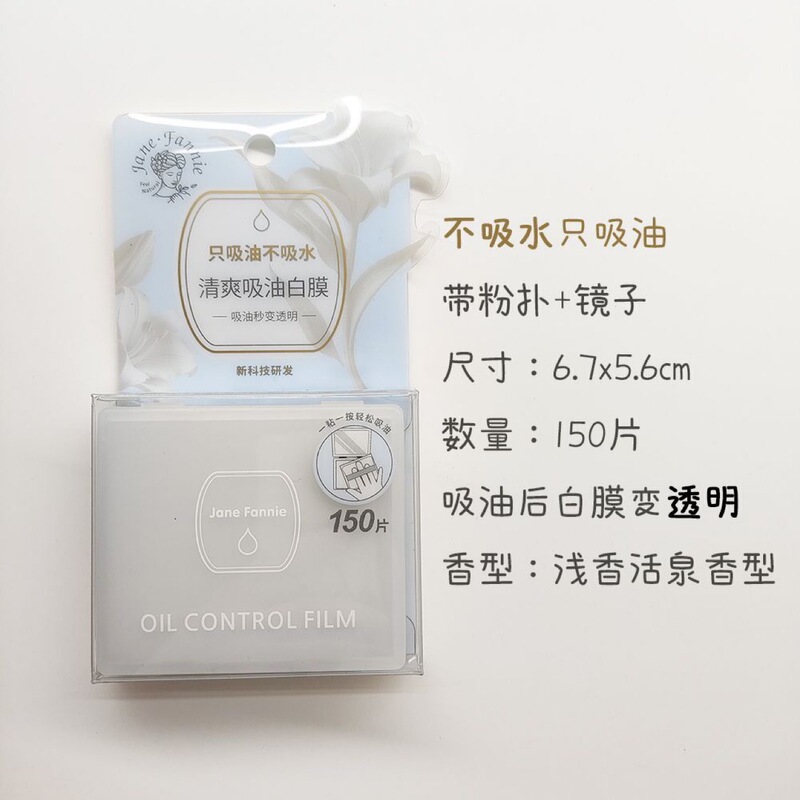 Jane·Fannie
Feel Natural
只吸油不吸水
清爽吸油白膜
吸油秒变透明
新科技研发
一粘一按轻松吸油
150片
Jane Fannie
OIL CONTROL FILM
不吸水只吸油
带粉扑+镜子
尺寸：6.7x5.6cm
数量：150片
吸油后白膜变透明
香型：浅香活泉香型